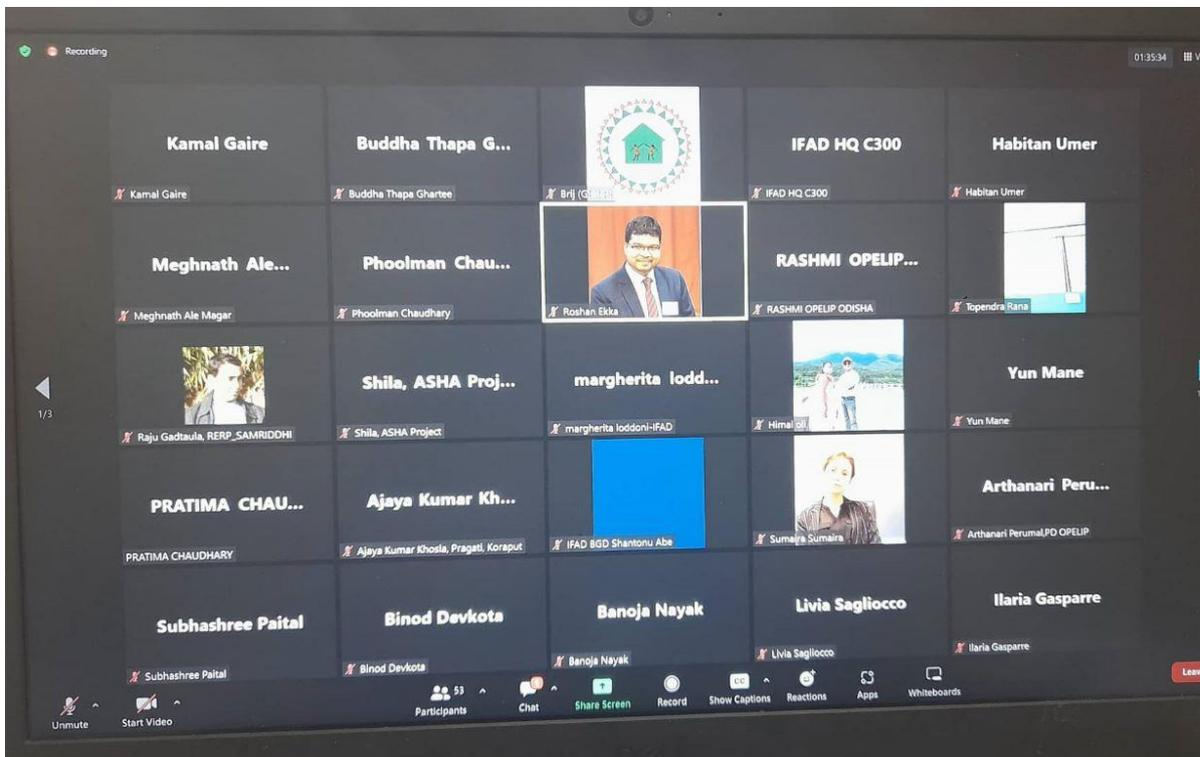 Recording
01:35:34
Kamal Gaire
Buddha Thapa G...
IFAD HQ C300
Habitan Umer
Kamal Gaire
Buddha Thapa Ghartee
Brij
IFAD HQ C300
Habitan Umer
Meghnath Ale...
Phoolman Chau...
RASHMI OPELIP...
Meghnath Ale Magar
Phoolman Chaudhary
Roshan Ekka
RASHMI OPELIP ODISHA
Topendra Rana
Shila, ASHA Proj...
margherita lodd...
Yun Mane
1/3
Raju Gadtaula, RERP_SAMRIDDHI
Shila, ASHA Project
margherita loddoni-IFAD
Himal oli
Yun Mane
PRATIMA CHAU...
Ajaya Kumar Kh...
Arthanari Peru...
PRATIMA CHAUDHARY
Ajaya Kumar Khosla, Pragati, Koraput
IFAD BGD Shantonu Abe
Sumaira Sumaira
Arthanari Perumal,PD OPELIP
Subhashree Paital
Binod Devkota
Banoja Nayak
Livia Sagliocco
Ilaria Gasparre
Subhashree Paital
Binod Devkota
Banoja Nayak
Livia Sagliocco
Ilaria Gasparre
Unmute
Start Video
53
Participants
Chat
Share Screen
Record
CC
Show Captions
Reactions
Apps
Whiteboards